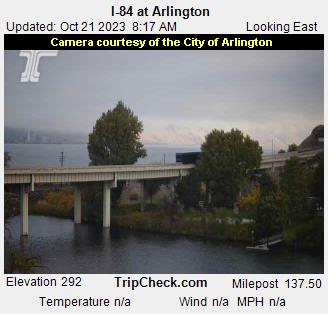 I-84 at Arlington
Updated: Oct 21 2023 8:17 AM Looking East
Camera courtesy of the City of Arlington
Elevation 292 TripCheck.com Milepost 137.50
Temperature n/a Wind n/a MPH n/a